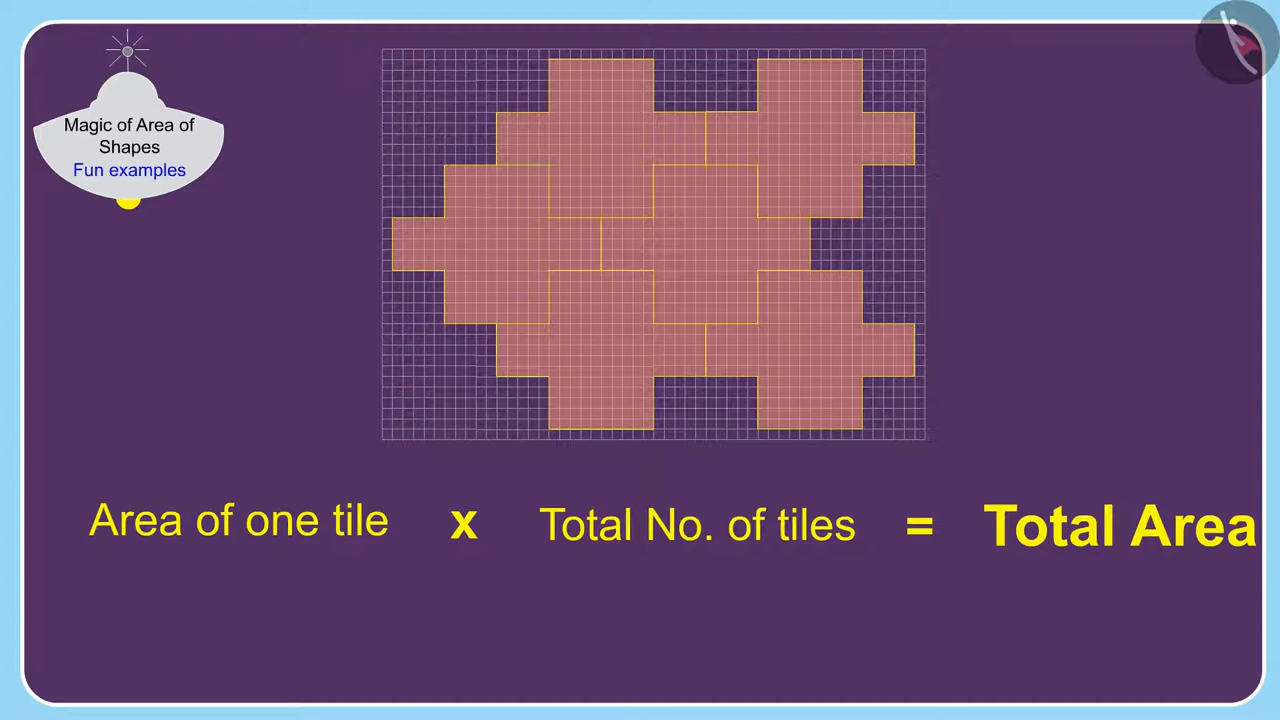 Magic of Area of
Shapes
Fun examples
Area of one tile x Total No. of tiles = Total Area